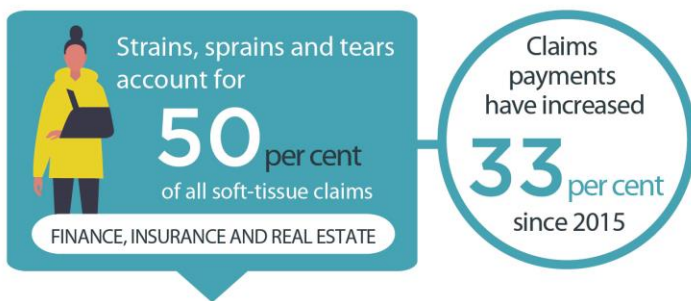 Strains, sprains and tears
account for
50 per cent
of all soft-tissue claims
FINANCE, INSURANCE AND REAL ESTATE
Claims
payments
have increased
33 per cent
since 2015